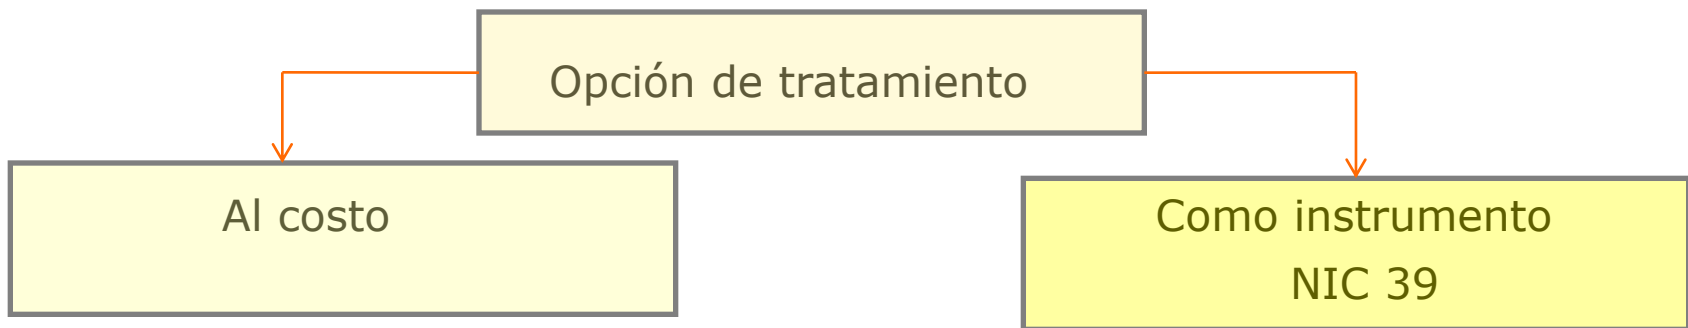 Opción de tratamiento
Al costo
Como instrumento
NIC 39